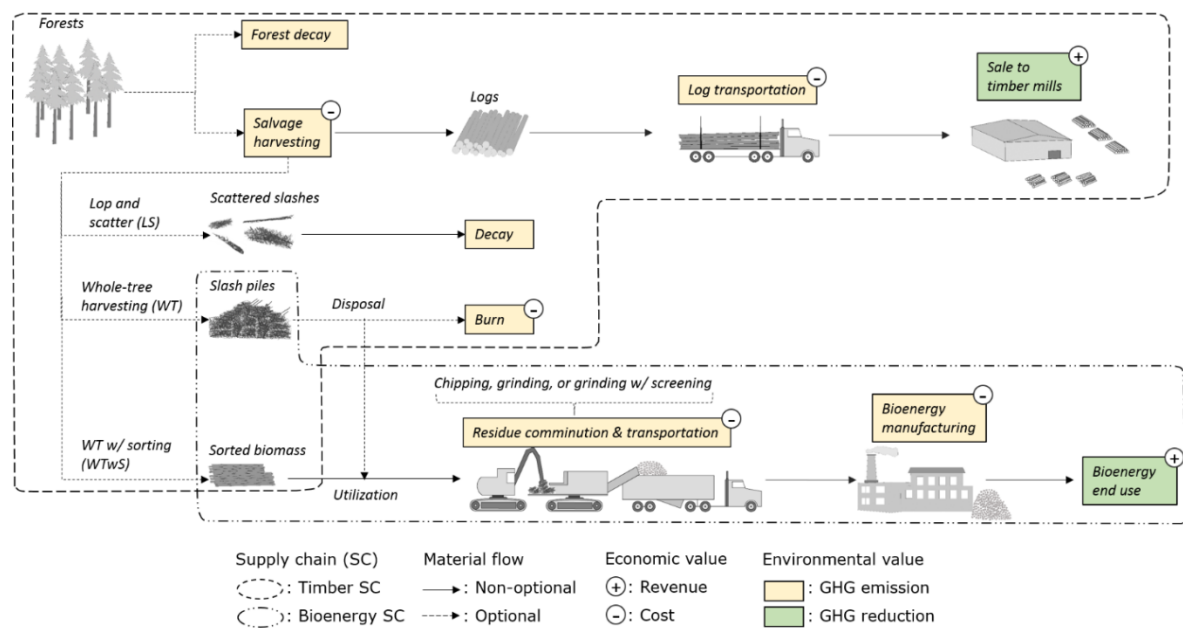 Forests
Forest decay
Salvage
harvesting
−
Logs
Log transportation
−
Sale to
timber mills
+
Lop and
scatter (LS)
Scattered slashes
Decay
Whole-tree
harvesting (WT)
Slash piles
Disposal
Burn
−
Chipping, grinding, or grinding w/ screening
WT w/ sorting
(WTwS)
Sorted biomass
Utilization
Residue comminution & transportation
−
Bioenergy
manufacturing
−
Bioenergy
end use
+
Supply chain (SC)
: Timber SC
: Bioenergy SC
Material flow
: Non-optional
: Optional
Economic value
+ : Revenue
− : Cost
Environmental value
: GHG emission
: GHG reduction